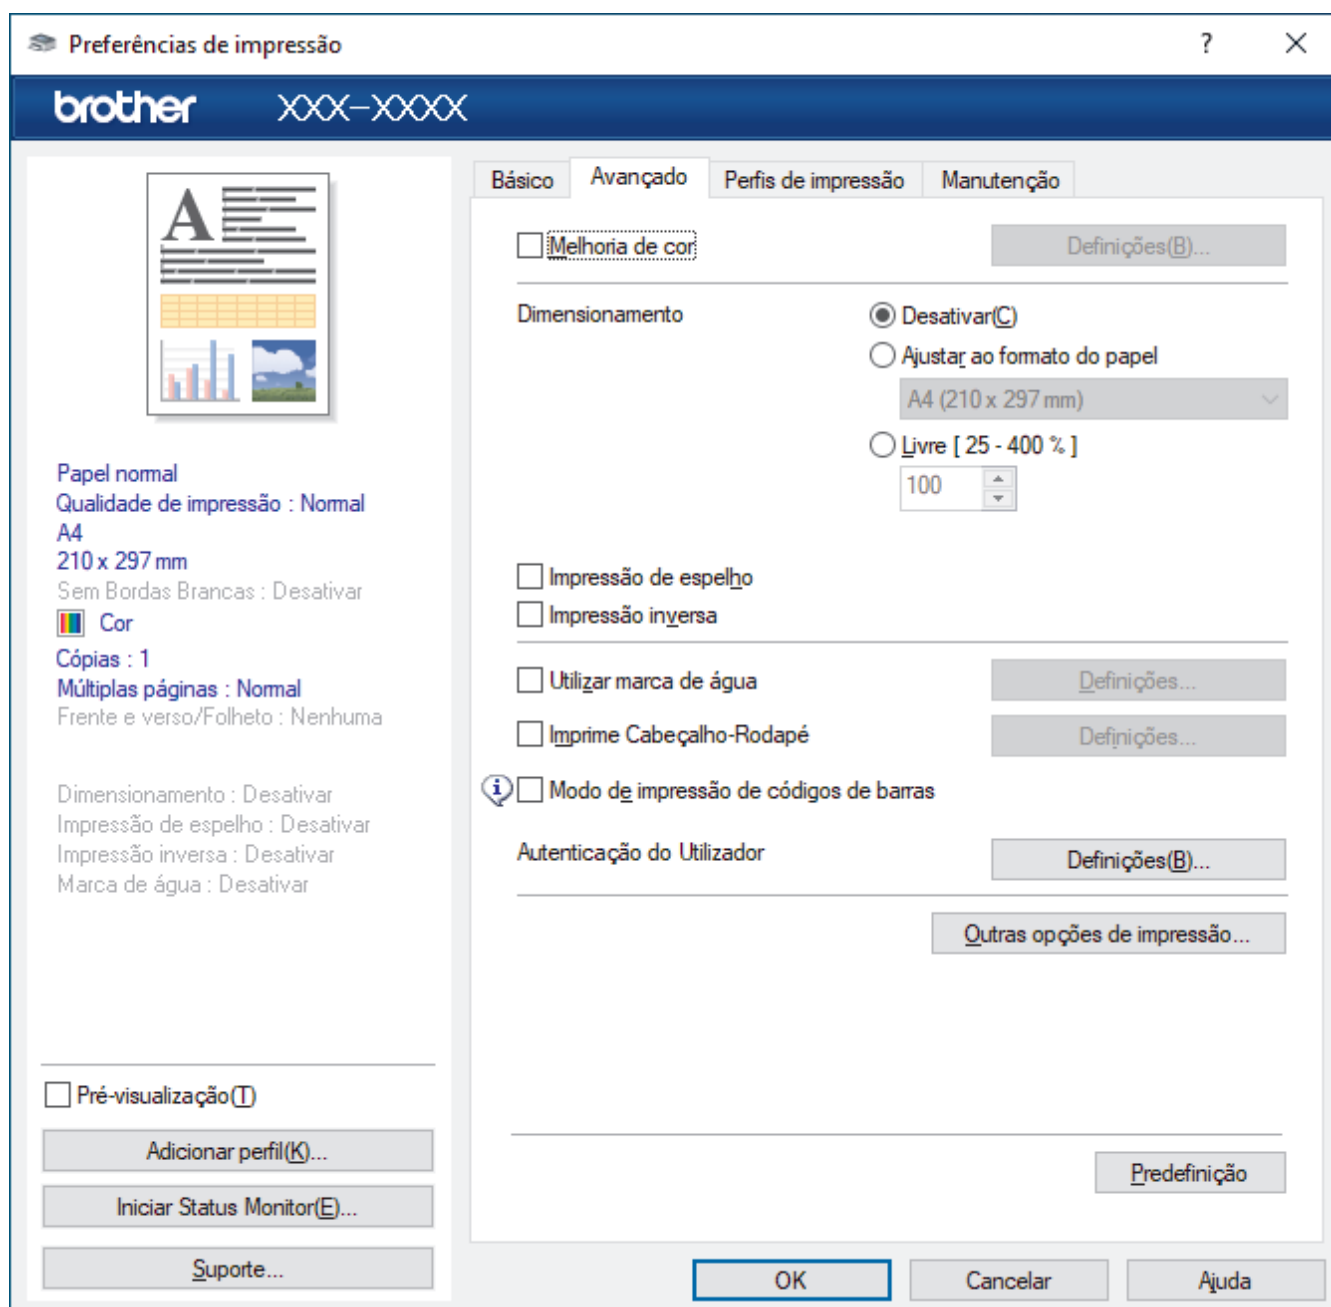 Preferências de impressão
?
brother XXX-XXXX
A
Papel normal
Qualidade de impressão : Normal
A4
210 x 297 mm
Sem Bordas Brancas : Desativar
Cor
Cópias : 1
Múltiplas páginas : Normal
Frente e verso/Folheto : Nenhuma
Dimensionamento : Desativar
Impressão de espelho : Desativar
Impressão inversa : Desativar
Marca de água : Desativar
Pré-visualização(T)
Adicionar perfil(K)...
Iniciar Status Monitor(E)...
Suporte...
Básico Avançado Perfis de impressão Manutenção
Melhoria de cor Definições(B)...
Dimensionamento Desativar(C)
Ajustar ao formato do papel
A4 (210 x 297 mm)
Livre [ 25 - 400 % ]
100
Impressão de espelho
Impressão inversa
Utilizar marca de água Definições...
Imprime Cabeçalho-Rodapé Definições...
Modo de impressão de códigos de barras
Autenticação do Utilizador Definições(B)...
Outras opções de impressão...
Predefinição
OK Cancelar Ajuda